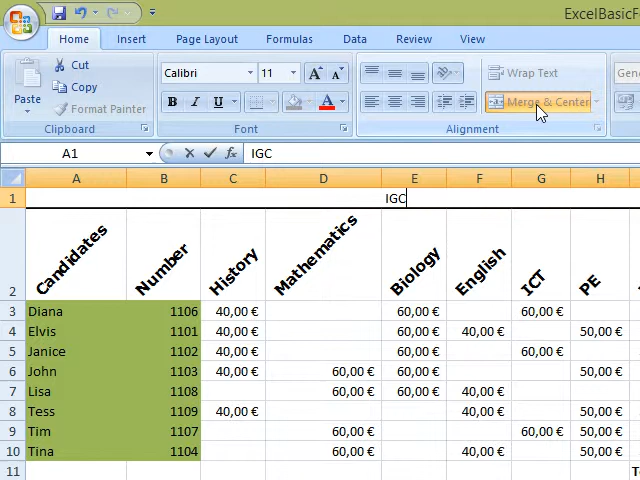 ExcelBasicFo
Home Insert Page Layout Formulas Data Review View
Paste Cut Copy Format Painter
Calibri 11 A A
B I U A
Wrap Text
Merge & Center
Gene
Clipboard Font Alignment
A1 fx IGC
A B C D E F G H
1 IGC
2 Candidates Number History Mathematics Biology English ICT PE
3 Diana 1106 40,00 € 60,00 € 60,00 €
4 Elvis 1101 40,00 € 60,00 € 40,00 € 50,00 €
5 Janice 1102 40,00 € 60,00 € 60,00 €
6 John 1103 40,00 € 60,00 € 60,00 € 50,00 €
7 Lisa 1108 60,00 € 60,00 € 40,00 €
8 Tess 1109 40,00 € 40,00 € 50,00 €
9 Tim 1107 60,00 € 60,00 € 50,00 €
10 Tina 1104 60,00 € 40,00 € 50,00 €
11